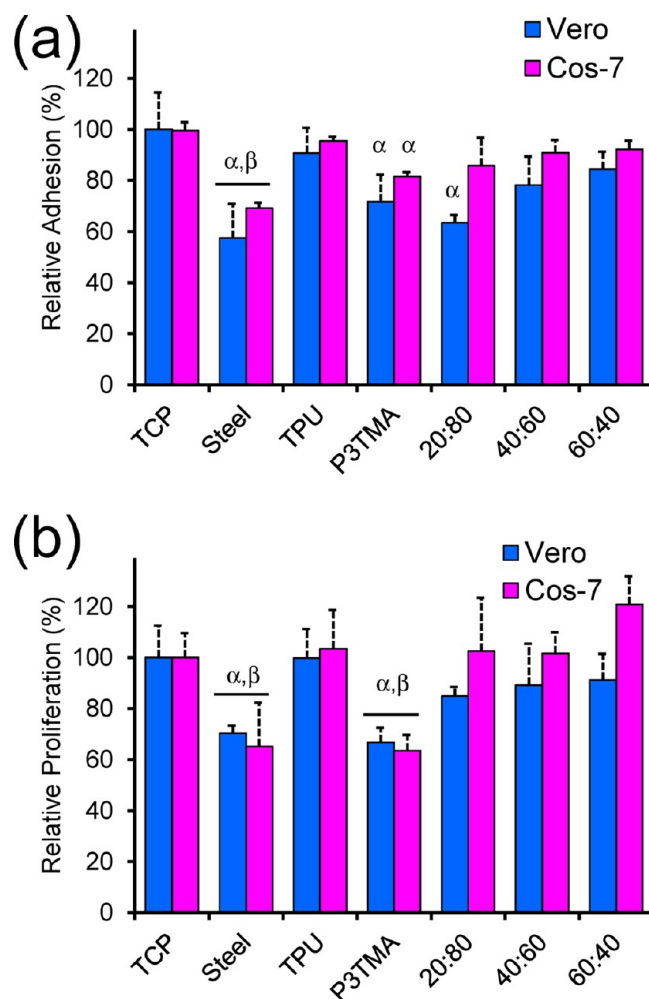 (a)
Vero
Cos-7
Relative Adhesion (%)
120
100
80
60
40
20
0
α,β
α α
α
TCP Steel TPU P3TMA 20:80 40:60 60:40
(b)
Vero
Cos-7
Relative Proliferation (%)
120
100
80
60
40
20
0
α,β
α,β
TCP Steel TPU P3TMA 20:80 40:60 60:40